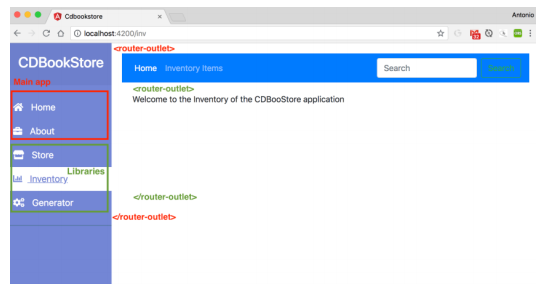 Cdbookstore
Antonio
localhost:4200/inv
<router-outlet>
CDBookStore
Home Inventory Items
Search
Search
Main app
<router-outlet>
Welcome to the Inventory of the CDBooStore application
Home
About
Store
Libraries
Inventory
Generator
</router-outlet>
</router-outlet>